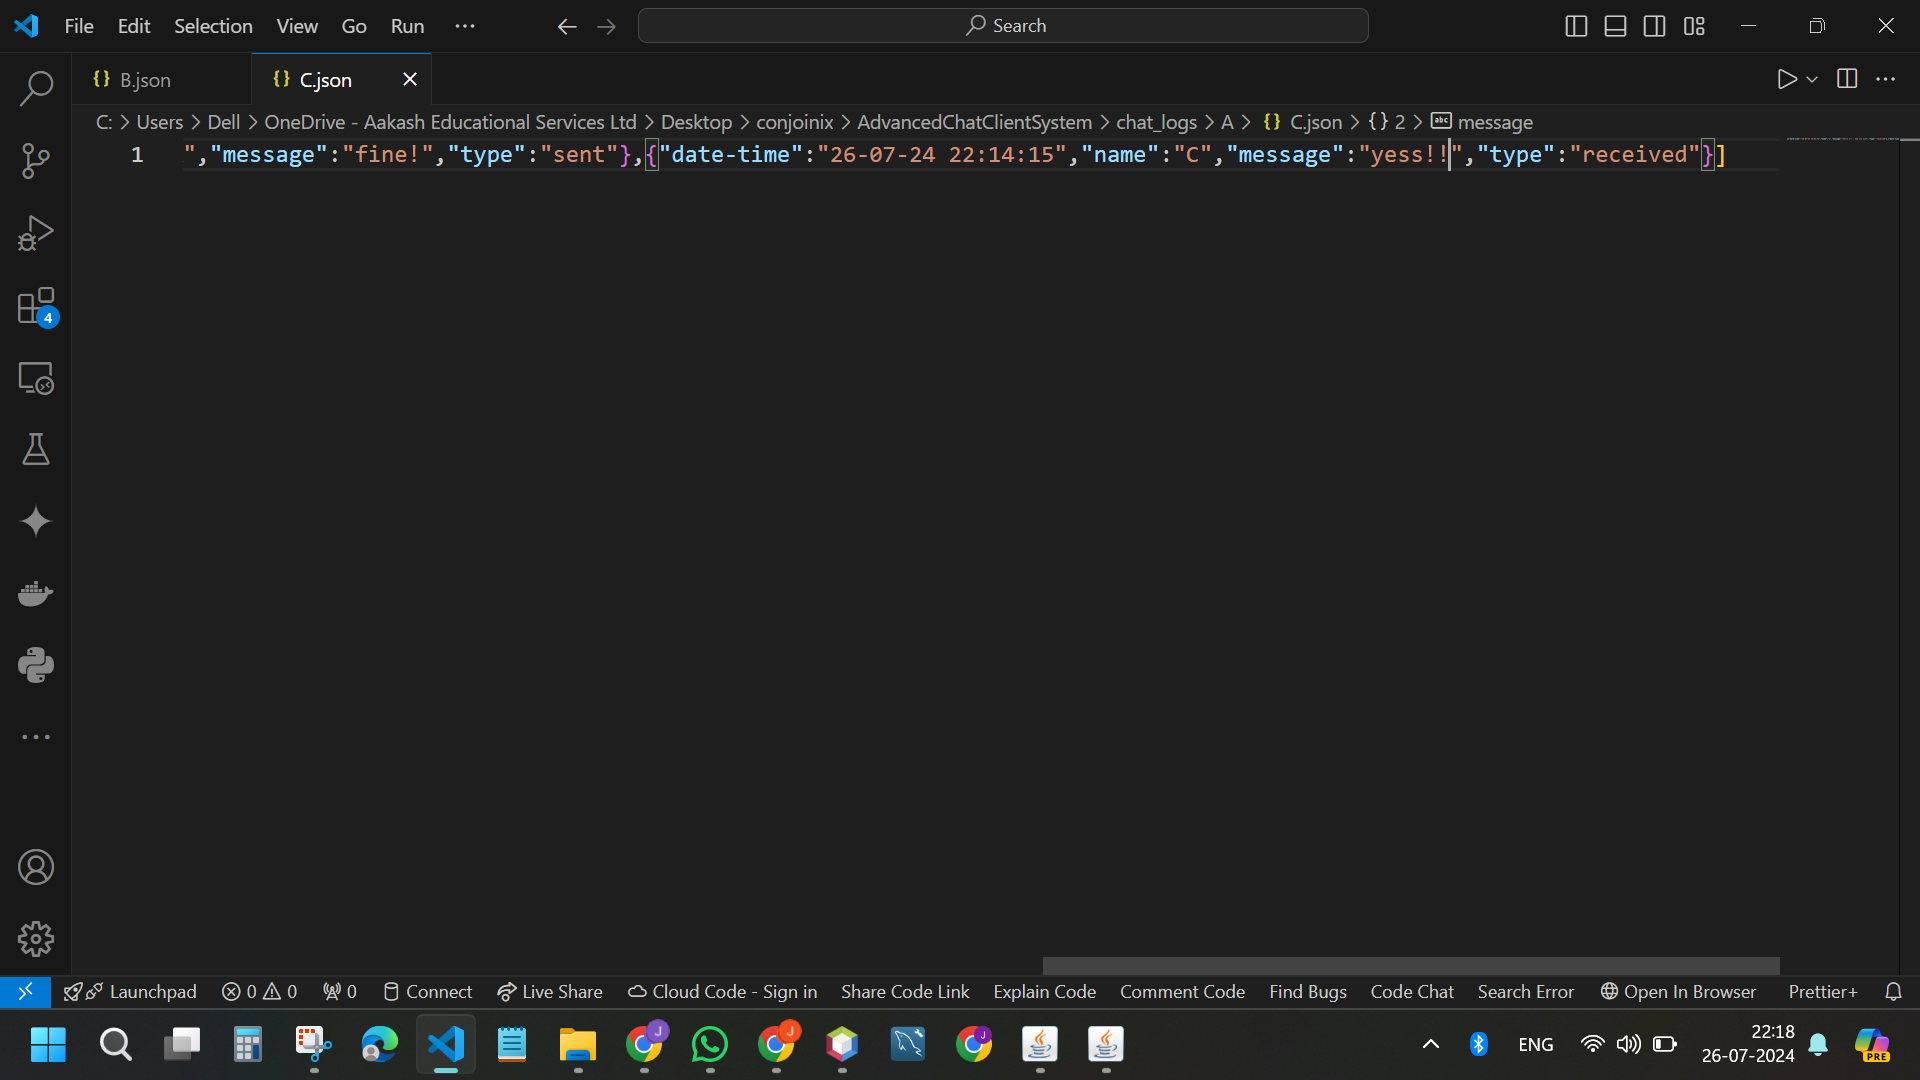 File Edit Selection View Go Run ··· Search
B.json C.json
C: > Users > Dell > OneDrive - Aakash Educational Services Ltd > Desktop > conjoinix > AdvancedChatClientSystem > chat_logs > A > {} C.json > {} 2 > abc message
1 ","message":"fine!","type":"sent"},{"date-time":"26-07-24 22:14:15","name":"C","message":"yess!!","type":"received"}]
4
Launchpad 0 0 0 Connect Live Share Cloud Code - Sign in Share Code Link Explain Code Comment Code Find Bugs Code Chat Search Error Open In Browser Prettier+
J J J ENG 22:18 PRE
26-07-2024